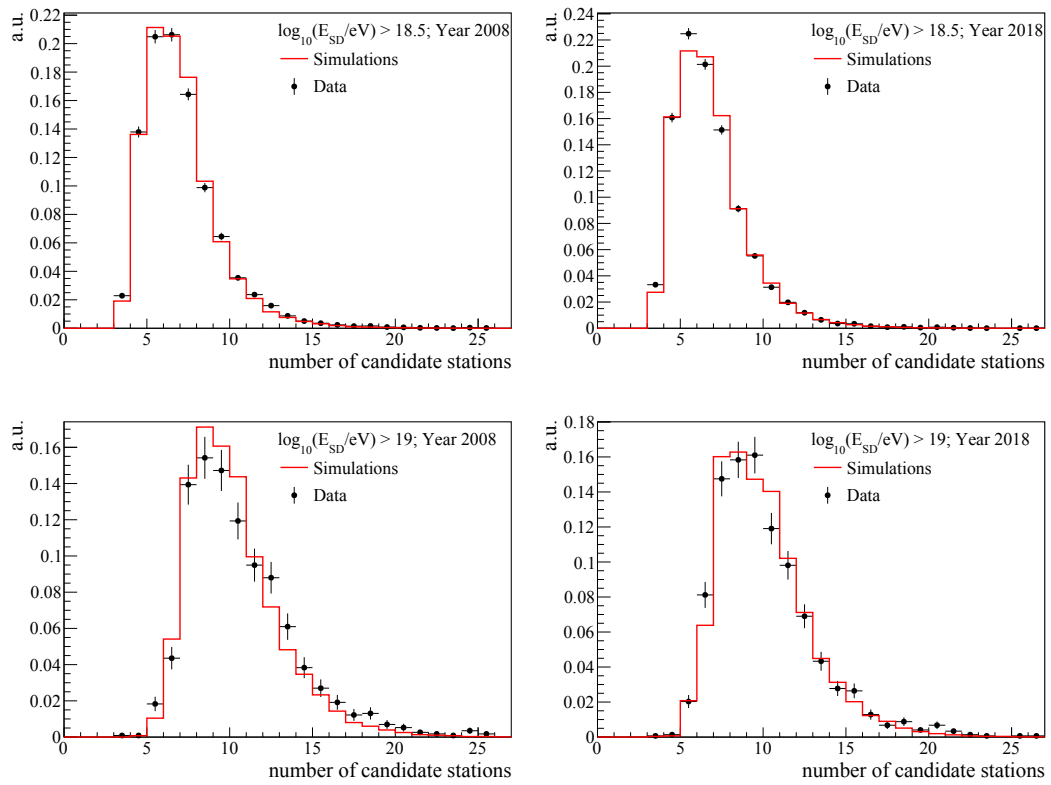 a.u.
0.22
0.2
0.18
0.16
0.14
0.12
0.1
0.08
0.06
0.04
0.02
0
log10(ESD/eV) > 18.5; Year 2008
Simulations
Data
0 5 10 15 20 25
number of candidate stations
a.u.
0.24
0.22
0.2
0.18
0.16
0.14
0.12
0.1
0.08
0.06
0.04
0.02
0
log10(ESD/eV) > 18.5; Year 2018
Simulations
Data
0 5 10 15 20 25
number of candidate stations
a.u.
0.16
0.14
0.12
0.1
0.08
0.06
0.04
0.02
0
log10(ESD/eV) > 19; Year 2008
Simulations
Data
0 5 10 15 20 25
number of candidate stations
a.u.
0.18
0.16
0.14
0.12
0.1
0.08
0.06
0.04
0.02
0
log10(ESD/eV) > 19; Year 2018
Simulations
Data
0 5 10 15 20 25
number of candidate stations